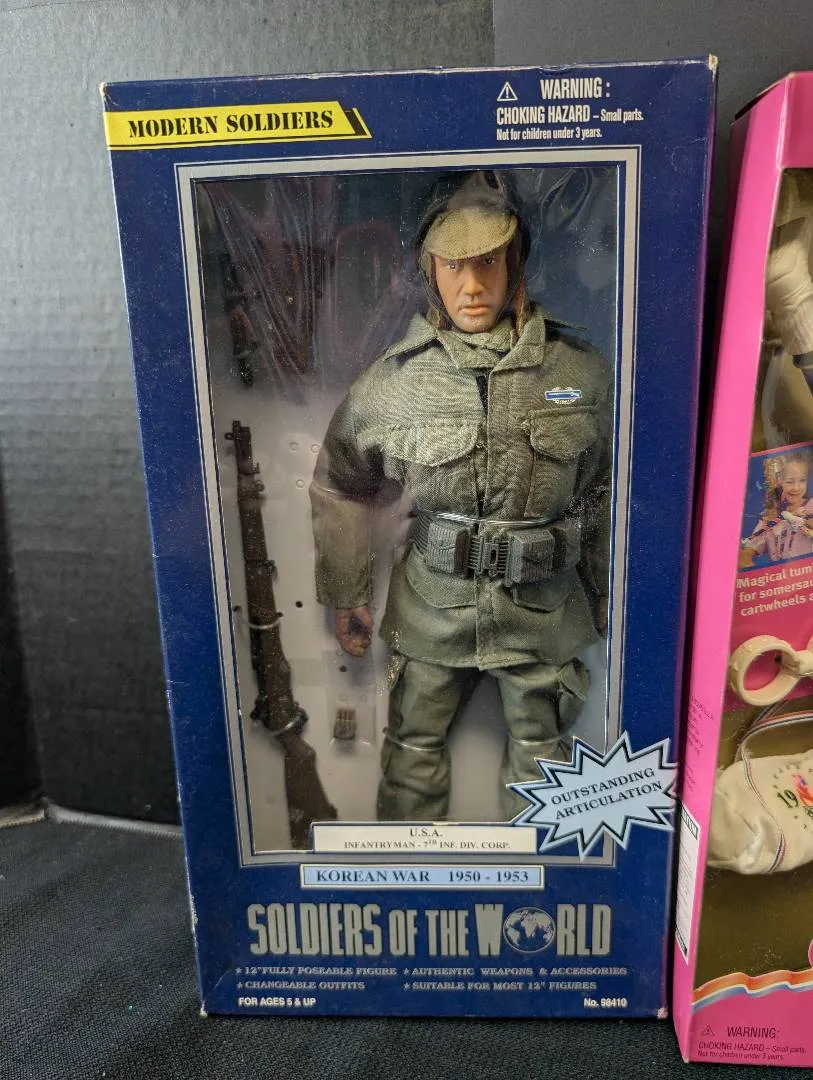 MODERN SOLDIERS
WARNING:
CHOKING HAZARD – Small parts.
Not for children under 3 years.
OUTSTANDING
ARTICULATION
U.S.A.
INFANTRYMAN - 7TH INF. DIV. CORP.
KOREAN WAR 1950 - 1953
SOLDIERS OF THE WORLD
★ 12" FULLY POSEABLE FIGURE ★ AUTHENTIC WEAPONS & ACCESSORIES
★ CHANGEABLE OUTFITS ★ SUITABLE FOR MOST 12" FIGURES
FOR AGES 5 & UP No. 98410
Magical tum
for somersau
cartwheels a
19
WARNING:
CHOKING HAZARD – Small parts.
Not for children under 3 years.